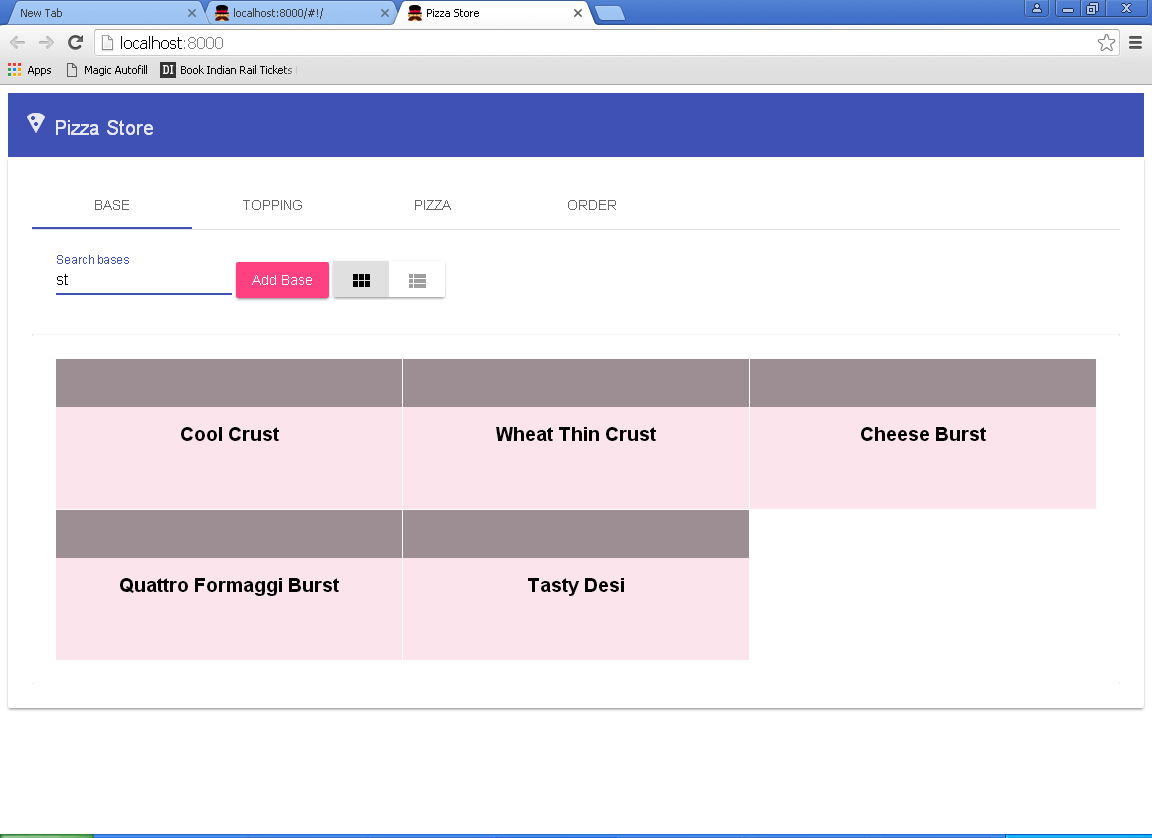 New Tab
localhost:8000/#!/
Pizza Store
localhost:8000
Apps
Magic Autofill
DI Book Indian Rail Tickets
Pizza Store
BASE TOPPING PIZZA ORDER
Search bases
st
Add Base
Cool Crust
Wheat Thin Crust
Cheese Burst
Quattro Formaggi Burst
Tasty Desi